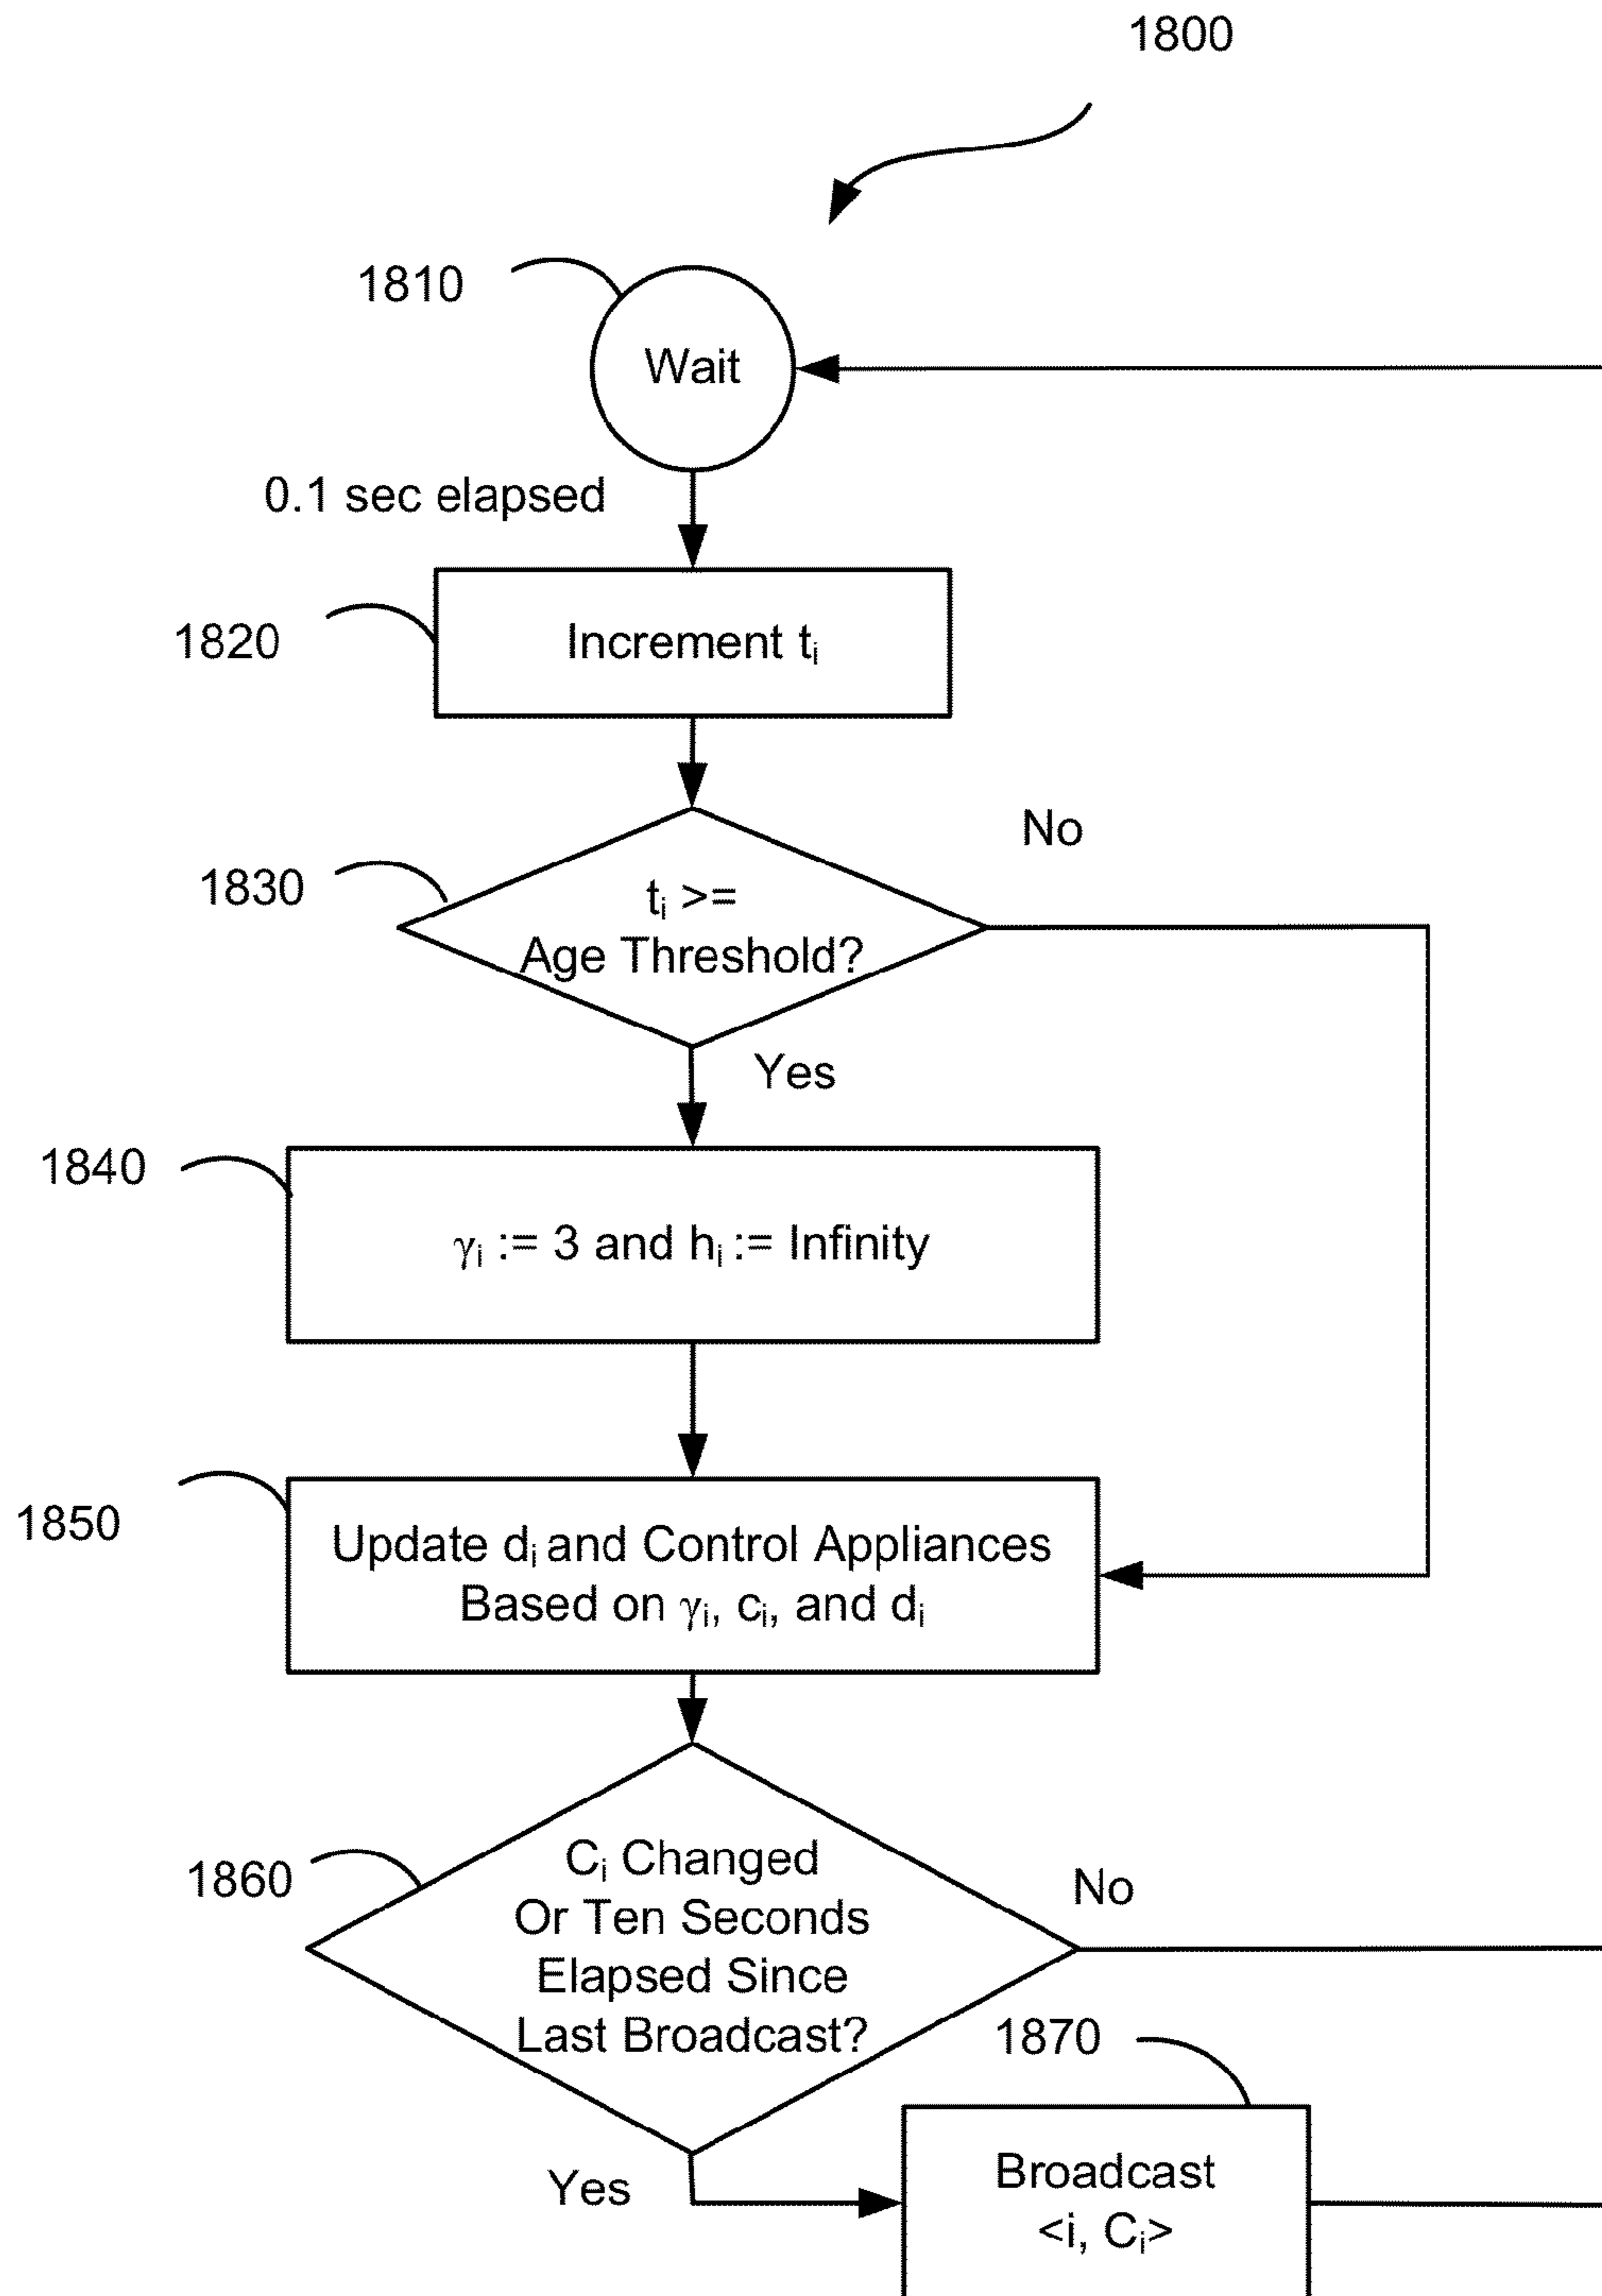 1800
1810
Wait
0.1 sec elapsed
1820
Increment tᵢ
No
1830
tᵢ >=
Age Threshold?
Yes
1840
γᵢ := 3 and hᵢ := Infinity
1850
Update dᵢ and Control Appliances
Based on γᵢ, cᵢ, and dᵢ
1860
Cᵢ Changed
Or Ten Seconds
Elapsed Since
Last Broadcast?
No
1870
Yes
Broadcast
<i, Cᵢ>